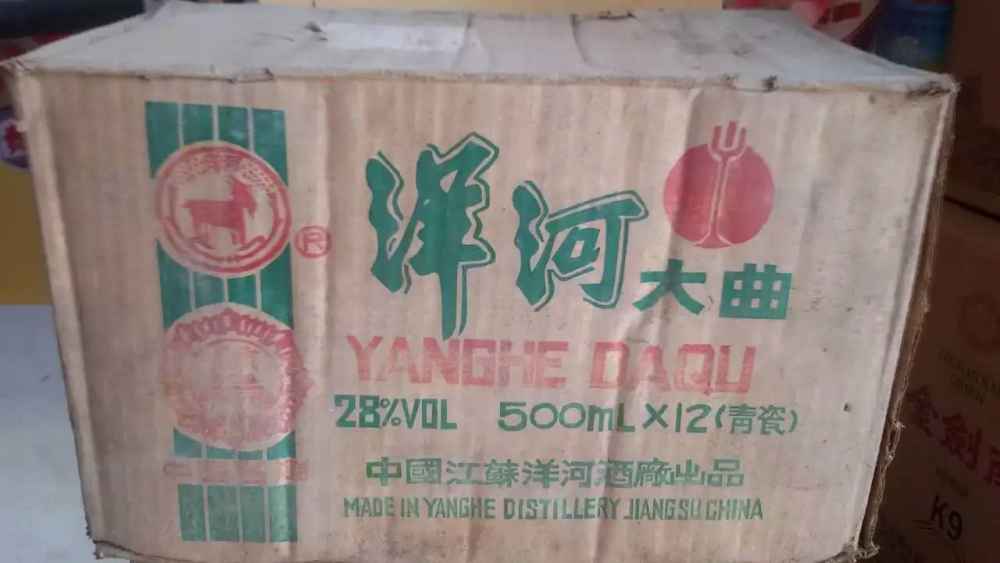 洋河大曲
YANGHE DAQU
28%VOL 500mL×12(青瓷)
中國江蘇洋河酒廠出品
MADE IN YANGHE DISTILLERY JIANGSU CHINA
R
K9